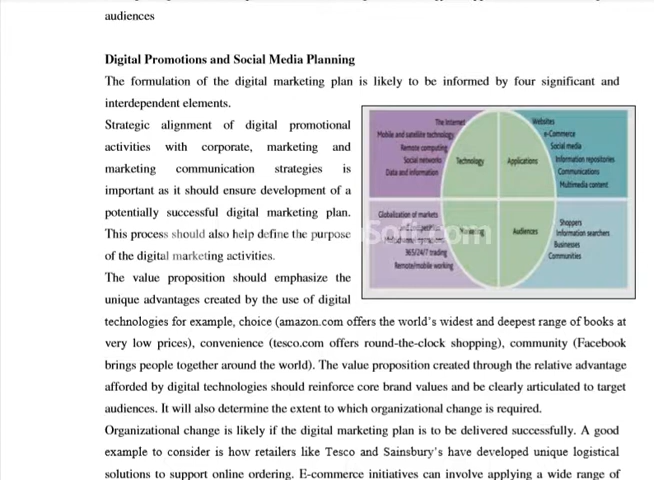 audiences
Digital Promotions and Social Media Planning
The formulation of the digital marketing plan is likely to be informed by four significant and
interdependent elements.
Strategic alignment of digital promotional
activities with corporate, marketing and
marketing communication strategies is
important as it should ensure development of a
potentially successful digital marketing plan.
This process should also help define the purpose
of the digital marketing activities.
The value proposition should emphasize the
unique advantages created by the use of digital
The Internet
Mobile and satellite technology
Remote computing
Social networks
Data and information
Technology
Applications
Websites
e-Commerce
Social media
Information repositories
Communications
Multimedia content
Globalization of markets
365/24/7 trading
Remote/mobile working
Marketing
Audiences
Shoppers
Information searchers
Businesses
Communities
technologies for example, choice (amazon.com offers the world's widest and deepest range of books at
very low prices), convenience (tesco.com offers round-the-clock shopping), community (Facebook
brings people together around the world). The value proposition created through the relative advantage
afforded by digital technologies should reinforce core brand values and be clearly articulated to target
audiences. It will also determine the extent to which organizational change is required.
Organizational change is likely if the digital marketing plan is to be delivered successfully. A good
example to consider is how retailers like Tesco and Sainsbury's have developed unique logistical
solutions to support online ordering. E-commerce initiatives can involve applying a wide range of